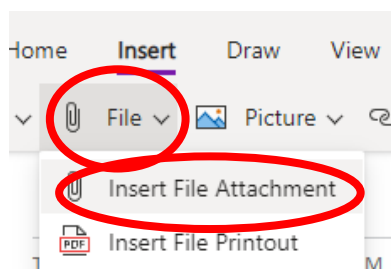 Home Insert Draw View
File Picture
Insert File Attachment
PDF Insert File Printout